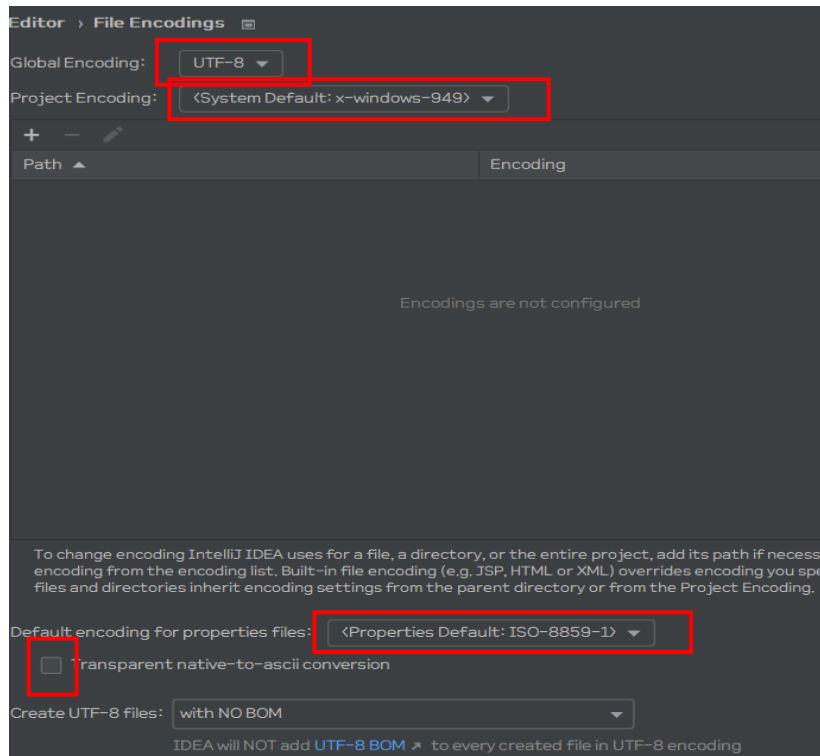 Editor › File Encodings
Global Encoding: UTF-8
Project Encoding: <System Default: x-windows-949>
Path Encoding
Encodings are not configured
To change encoding IntelliJ IDEA uses for a file, a directory, or the entire project, add its path if necess
encoding from the encoding list. Built-in file encoding (e.g. JSP, HTML or XML) overrides encoding you spe
files and directories inherit encoding settings from the parent directory or from the Project Encoding.
Default encoding for properties files: <Properties Default: ISO-8859-1>
Transparent native-to-ascii conversion
Create UTF-8 files: with NO BOM
IDEA will NOT add UTF-8 BOM ↗ to every created file in UTF-8 encoding